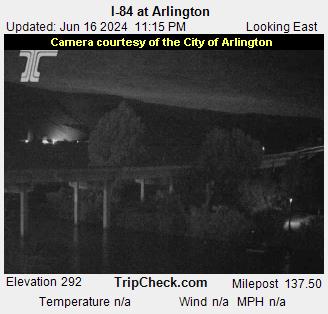 I-84 at Arlington
Updated: Jun 16 2024 11:15 PM Looking East
Camera courtesy of the City of Arlington
Elevation 292 TripCheck.com Milepost 137.50
Temperature n/a Wind n/a MPH n/a